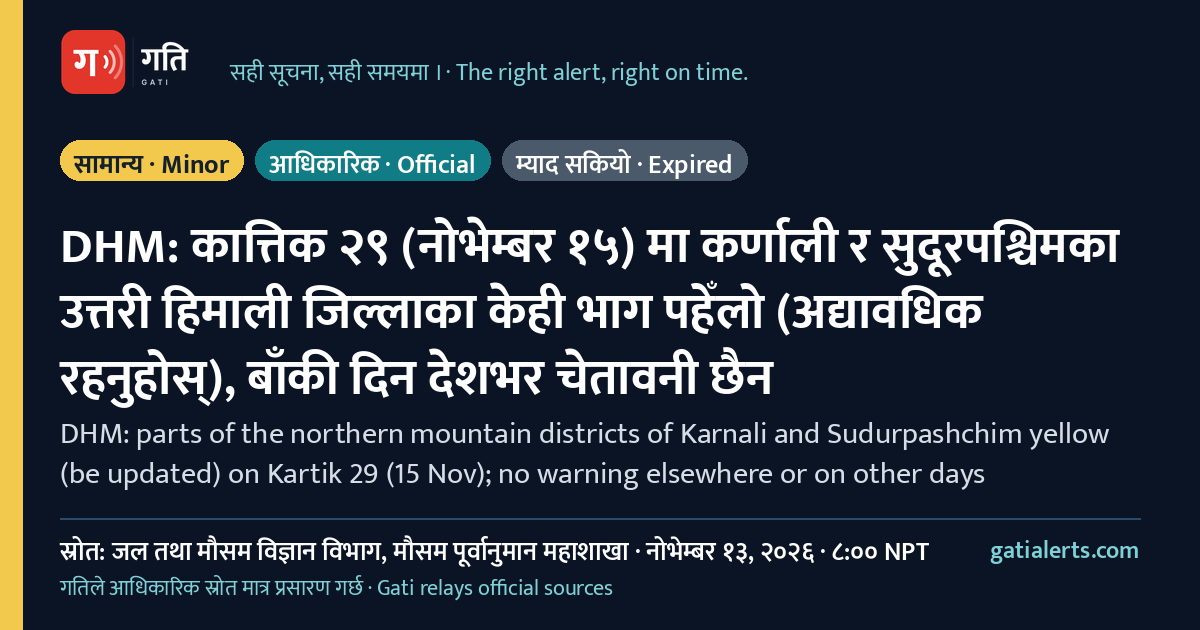 ग गति
GATI
सही सूचना, सही समयमा । · The right alert, right on time.
सामान्य · Minor
आधिकारिक · Official
म्याद सकियो · Expired
DHM: कात्तिक २९ (नोभेम्बर १५) मा कर्णाली र सुदूरपश्चिमका
उत्तरी हिमाली जिल्लाका केही भाग पहेँलो (अद्यावधिक
रहनुहोस्), बाँकी दिन देशभर चेतावनी छैन
DHM: parts of the northern mountain districts of Karnali and Sudurpashchim yellow
(be updated) on Kartik 29 (15 Nov); no warning elsewhere or on other days
स्रोत: जल तथा मौसम विज्ञान विभाग, मौसम पूर्वानुमान महाशाखा · नोभेम्बर १३, २०२६ · ८:०० NPT
gatialerts.com
गतिले आधिकारिक स्रोत मात्र प्रसारण गर्छ · Gati relays official sources